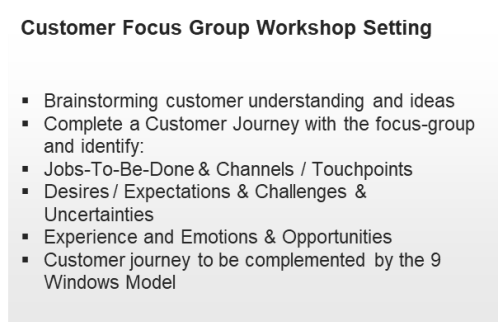 Customer Focus Group Workshop Setting
▪ Brainstorming customer understanding and ideas
▪ Complete a Customer Journey with the focus-group
and identify:
▪ Jobs-To-Be-Done & Channels / Touchpoints
▪ Desires / Expectations & Challenges &
Uncertainties
▪ Experience and Emotions & Opportunities
▪ Customer journey to be complemented by the 9
Windows Model